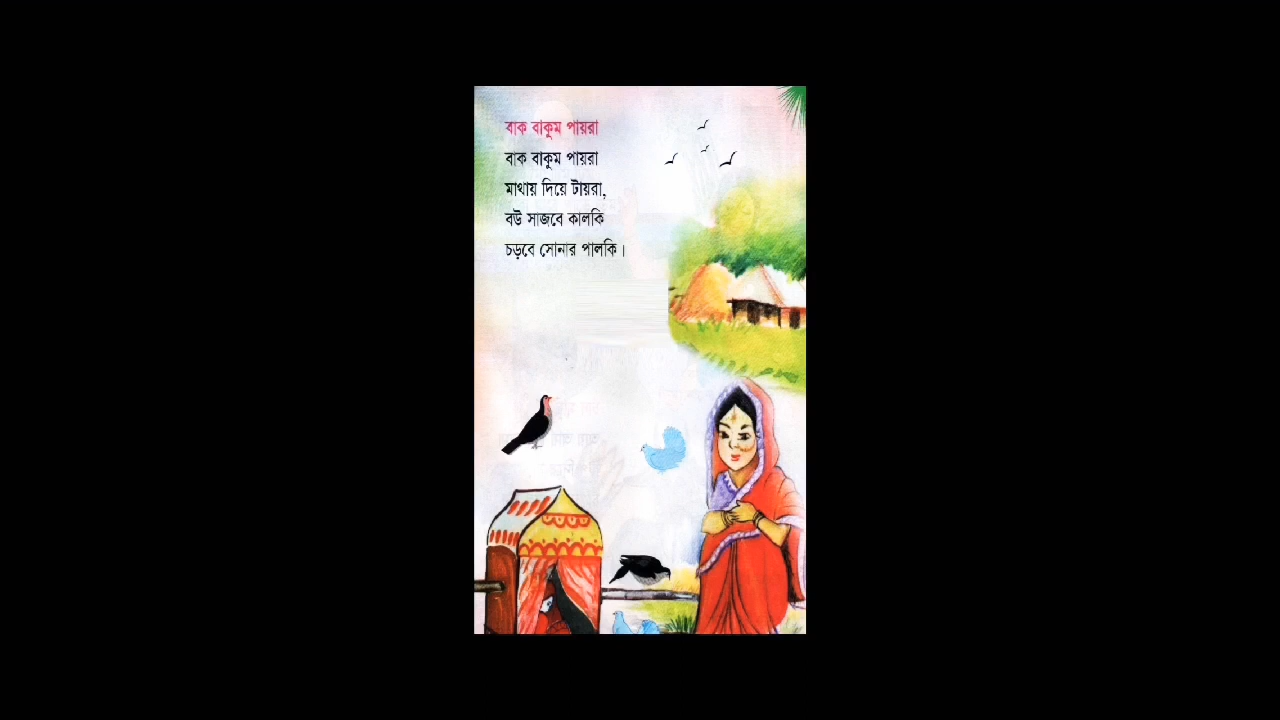 বাক বাকুম পায়রা
বাক বাকুম পায়রা
মাথায় দিয়ে টায়রা,
বউ সাজবে কালকি
চড়বে সোনার পালকি।